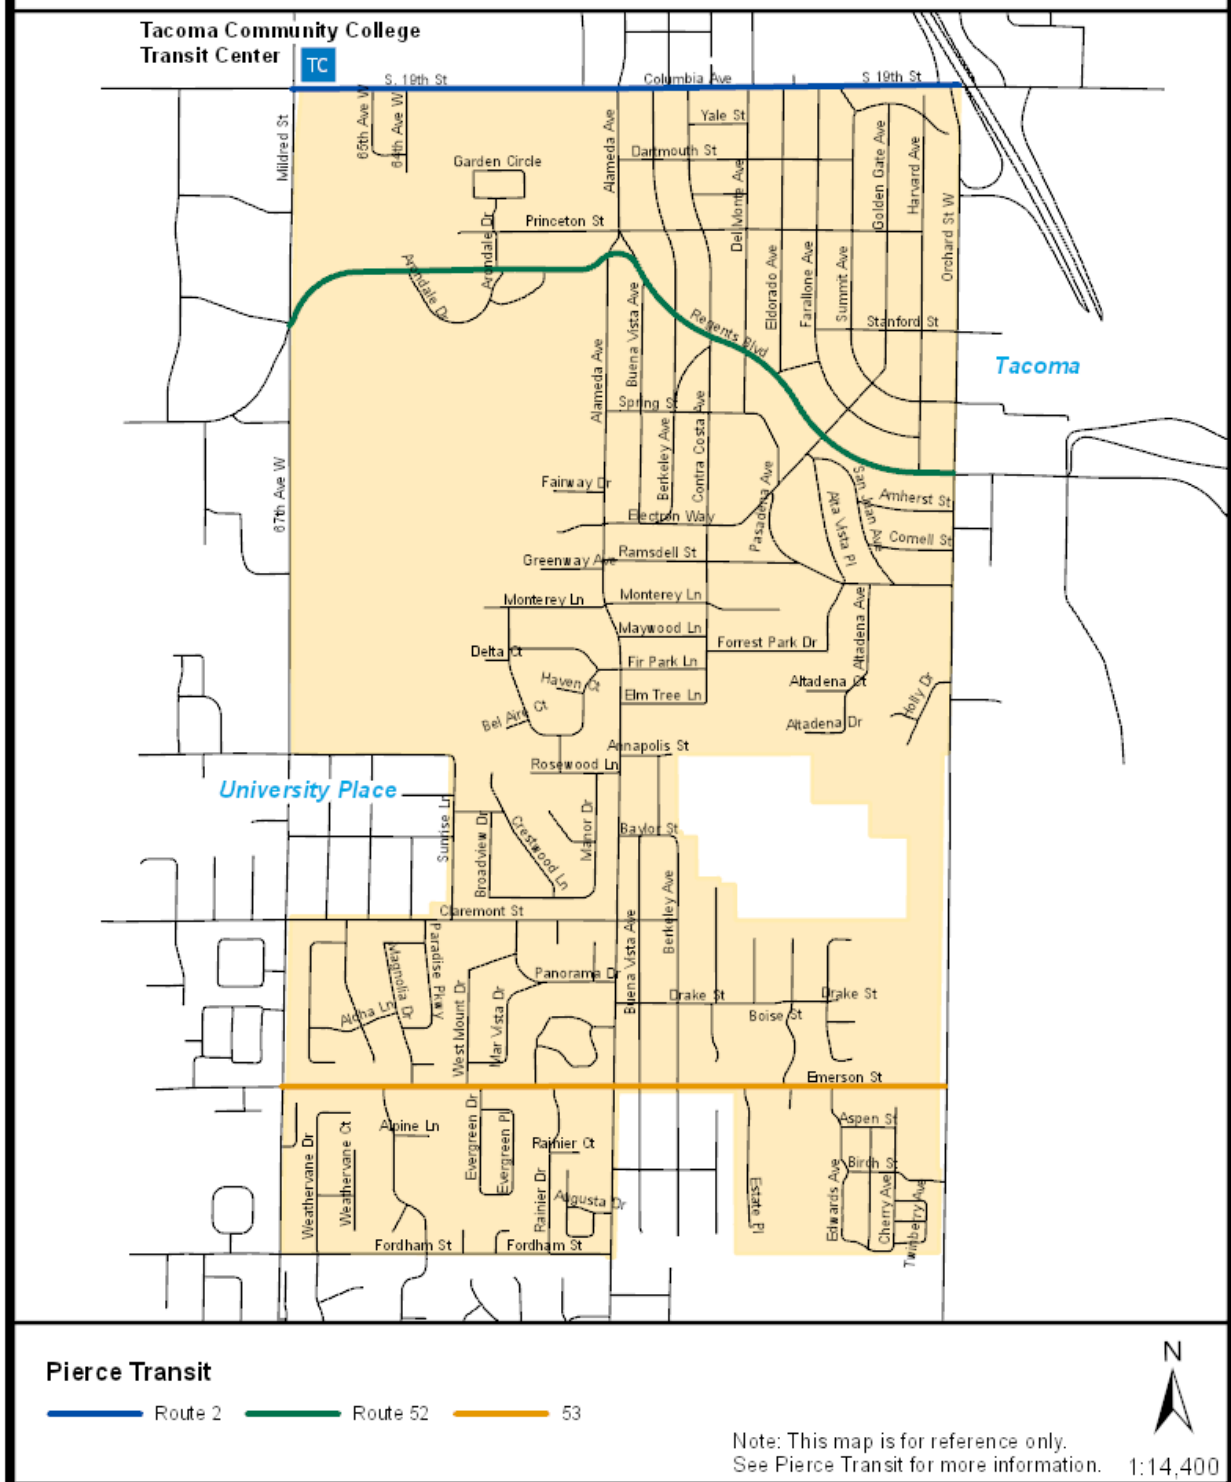 Tacoma Community College
Transit Center
TC
S. 19th St
Columbia Ave
S 19th St
Mildred St
65th Ave W
64th Ave W
Garden Circle
Alameda Ave
Yale St
Dartmouth St
Del Monte Ave
Golden Gate Ave
Harvard Ave
Orchard St W
Princeton St
Arondale Dr
Arondale Dr
Buena Vista Ave
Eldorado Ave
Farallone Ave
Summit Ave
Stanford St
Regents Blvd
Tacoma
Alameda Ave
Spring St
Berkeley Ave
Contra Costa Ave
67th Ave W
Fairway Dr
Pasadena Ave
Alta Vista Pl
San Juan Ave
Amherst St
Electron Way
Cornell St
Ramsdell St
Greenway Ave
Monterey Ln
Monterey Ln
Altadena Ave
Maywood Ln
Forrest Park Dr
Delta Ct
Fir Park Ln
Haven Ct
Elm Tree Ln
Altadena Ct
Holly Dr
Bel Aire Ct
Altadena Dr
Annapolis St
Rosewood Ln
University Place
Sunrise Ln
Broadview Dr
Crestwood Ln
Manor Dr
Baylor St
Berkeley Ave
Claremont St
Buena Vista Ave
Paradise Pkwy
Magnolia Dr
Panorama Dr
Aloha Ln
West Mount Dr
Mar Vista Dr
Drake St
Drake St
Boise St
Emerson St
Weathervane Dr
Weathervane Ct
Alpine Ln
Evergreen Dr
Evergreen Pl
Rainier Ct
Rainier Dr
Augusta Dr
Estate Pl
Aspen St
Birch St
Edwards Ave
Cherry Ave
Twinberry Ave
Fordham St
Fordham St
Pierce Transit
Route 2
Route 52
53
N
Note: This map is for reference only.
See Pierce Transit for more information.
1:14,400